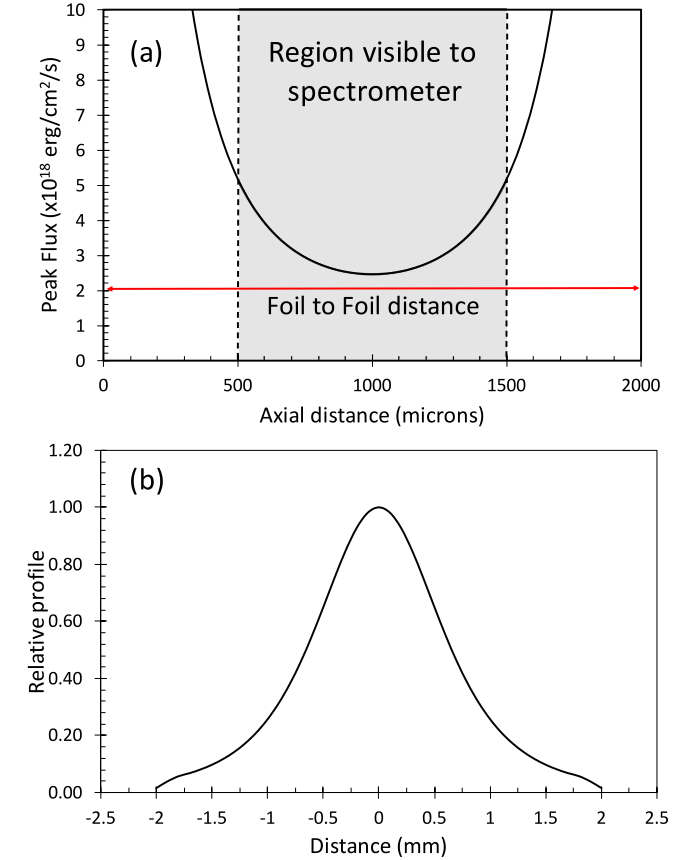 (a)
Region visible to
spectrometer
Foil to Foil distance
Peak Flux (x10¹⁸ erg/cm²/s)
10
9
8
7
6
5
4
3
2
1
0
0 500 1000 1500 2000
Axial distance (microns)
(b)
Relative profile
1.20
1.00
0.80
0.60
0.40
0.20
0.00
-2.5 -2 -1.5 -1 -0.5 0 0.5 1 1.5 2 2.5
Distance (mm)